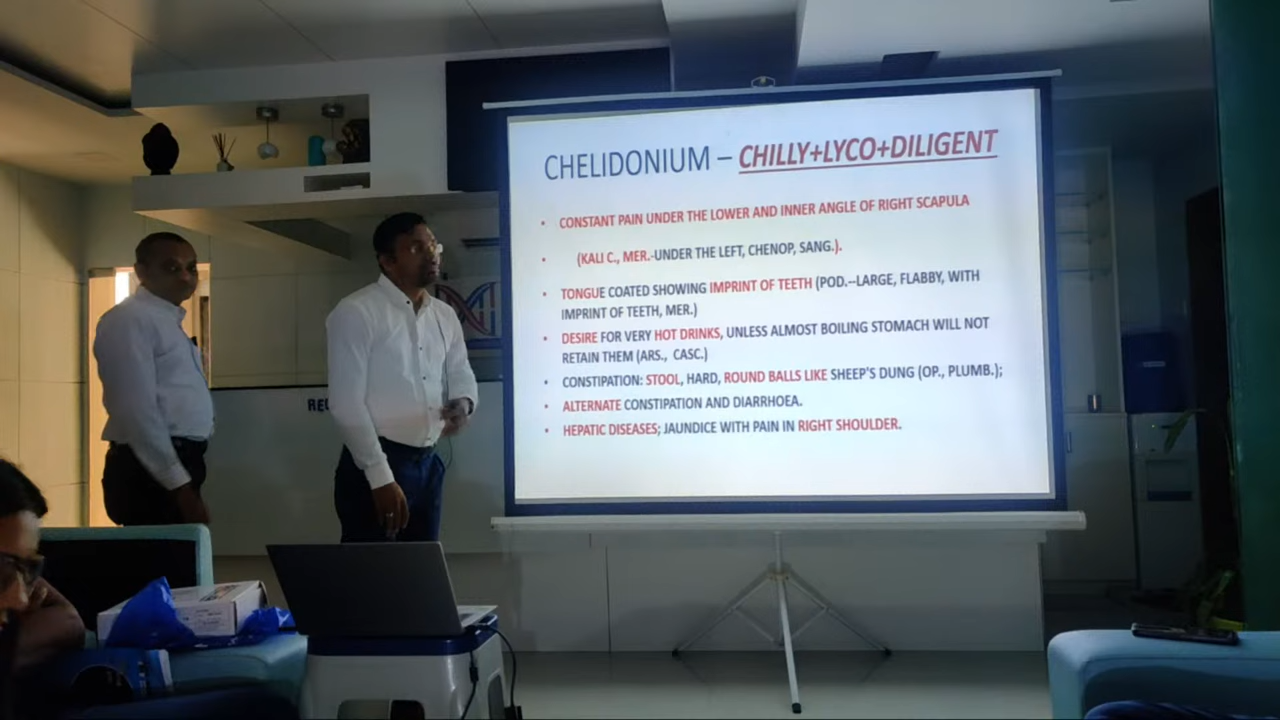 CHELIDONIUM – CHILLY+LYCO+DILIGENT
• CONSTANT PAIN UNDER THE LOWER AND INNER ANGLE OF RIGHT SCAPULA
• (KALI C., MER.-UNDER THE LEFT, CHENOP, SANG.).
• TONGUE COATED SHOWING IMPRINT OF TEETH (POD.--LARGE, FLABBY, WITH
IMPRINT OF TEETH, MER.)
• DESIRE FOR VERY HOT DRINKS, UNLESS ALMOST BOILING STOMACH WILL NOT
RETAIN THEM (ARS., CASC.)
• CONSTIPATION: STOOL, HARD, ROUND BALLS LIKE SHEEP'S DUNG (OP., PLUMB.);
• ALTERNATE CONSTIPATION AND DIARRHOEA.
• HEPATIC DISEASES; JAUNDICE WITH PAIN IN RIGHT SHOULDER.